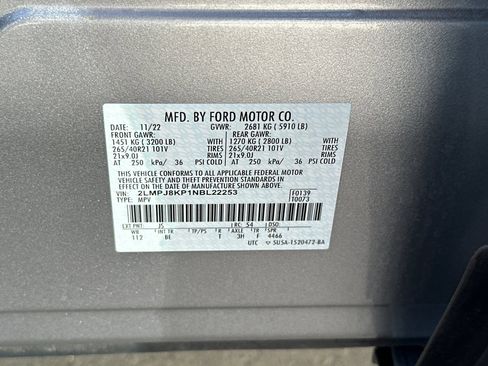 MFD. BY FORD MOTOR CO.
DATE: 11/22 GVWR: 2681 KG ( 5910 LB)
FRONT GAWR: REAR GAWR:
1451 KG ( 3200 LB) WITH 1270 KG ( 2800 LB) WITH
265/40R21 101V TIRES 265/40R21 101V TIRES
21x9.0J RIMS 21x9.0J RIMS
AT 250 kPa/ 36 PSI COLD AT 250 kPa/ 36 PSI COLD
THIS VEHICLE CONFORMS TO ALL APPLICABLE FEDERAL MOTOR
VEHICLE SAFETY AND THEFT PREVENTION STANDARDS IN EFFECT ON
THE DATE OF MANUFACTURE SHOWN ABOVE.
VIN: 2LMPJ8KP1NBL22253 F0139
TYPE: MPV T0073
EXT PNT: JS RC: 54 DSO:
WB INT TR TP/PS R AXLE TR SPR
112 BE T 3H F 4466
UTC ▽ SU5A-1520472-BA